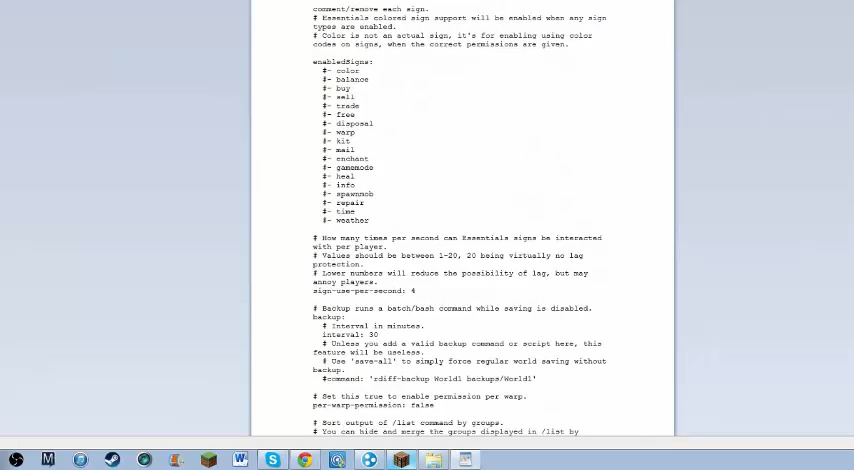 comment/remove each sign.
# Essentials colored sign support will be enabled when any sign
types are enabled.
# Color is not an actual sign, it's for enabling using color
codes on signs, when the correct permissions are given.
enabledSigns:
#- color
#- balance
#- buy
#- sell
#- trade
#- free
#- disposal
#- warp
#- kit
#- mail
#- enchant
#- gamemode
#- heal
#- info
#- spawnmob
#- repair
#- time
#- weather
# How many times per second can Essentials signs be interacted
with per player.
# Values should be between 1-20, 20 being virtually no lag
protection.
# Lower numbers will reduce the possibility of lag, but may
annoy players.
sign-use-per-second: 4
# Backup runs a batch/bash command while saving is disabled.
backup:
# Interval in minutes.
interval: 30
# Unless you add a valid backup command or script here, this
feature will be useless.
# Use 'save-all' to simply force regular world saving without
backup.
#command: 'rdiff-backup World1 backups/World1'
# Set this true to enable permission per warp.
per-warp-permission: false
# Sort output of /list command by groups.
# You can hide and merge the groups displayed in /list by